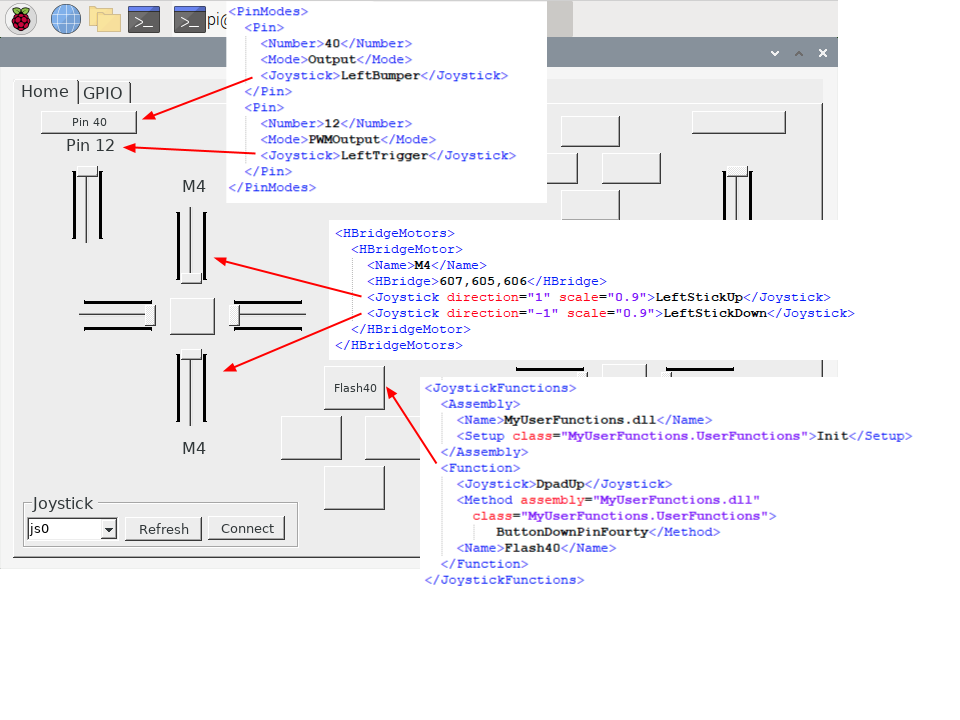 pi@
Home
GPIO
Pin 40
Pin 12
M4
M4
Flash40
Joystick
js0
Refresh
Connect
<PinModes>
<Pin>
<Number>40</Number>
<Mode>Output</Mode>
<Joystick>LeftBumper</Joystick>
</Pin>
<Pin>
<Number>12</Number>
<Mode>PWMOutput</Mode>
<Joystick>LeftTrigger</Joystick>
</Pin>
</PinModes>
<HBridgeMotors>
<HBridgeMotor>
<Name>M4</Name>
<HBridge>607,605,606</HBridge>
<Joystick direction="1" scale="0.9">LeftStickUp</Joystick>
<Joystick direction="-1" scale="0.9">LeftStickDown</Joystick>
</HBridgeMotor>
</HBridgeMotors>
<JoystickFunctions>
<Assembly>
<Name>MyUserFunctions.dll</Name>
<Setup class="MyUserFunctions.UserFunctions">Init</Setup>
</Assembly>
<Function>
<Joystick>DpadUp</Joystick>
<Method assembly="MyUserFunctions.dll"
class="MyUserFunctions.UserFunctions">
ButtonDownPinFourty</Method>
<Name>Flash40</Name>
</Function>
</JoystickFunctions>